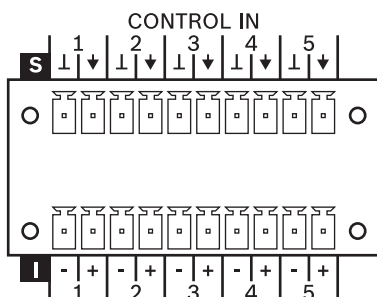 CONTROL IN
1 2 3 4 5
S ⊥ ↓ ⊥ ↓ ⊥ ↓ ⊥ ↓ ⊥ ↓
I - + - + - + - + - +
1 2 3 4 5